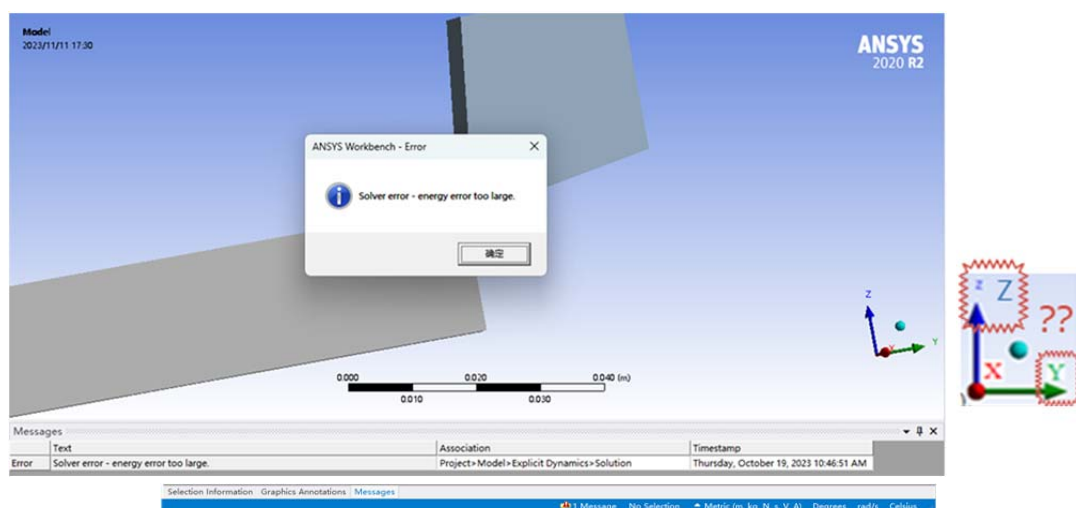 Model
2023/11/11 17:30
ANSYS
2020 R2
ANSYS Workbench - Error
Solver error - energy error too large.
确定
Z
Y
X
z Z
??
X
Y
0.000 0.020 0.040 (m)
0.010 0.030
Messages
Text Association Timestamp
Error Solver error - energy error too large. Project>Model>Explicit Dynamics>Solution Thursday, October 19, 2023 10:46:51 AM
Selection Information Graphics Annotations Messages
1 Message No Selection Metric (m, kg, N, s, V, A) Degrees rad/s Celsius